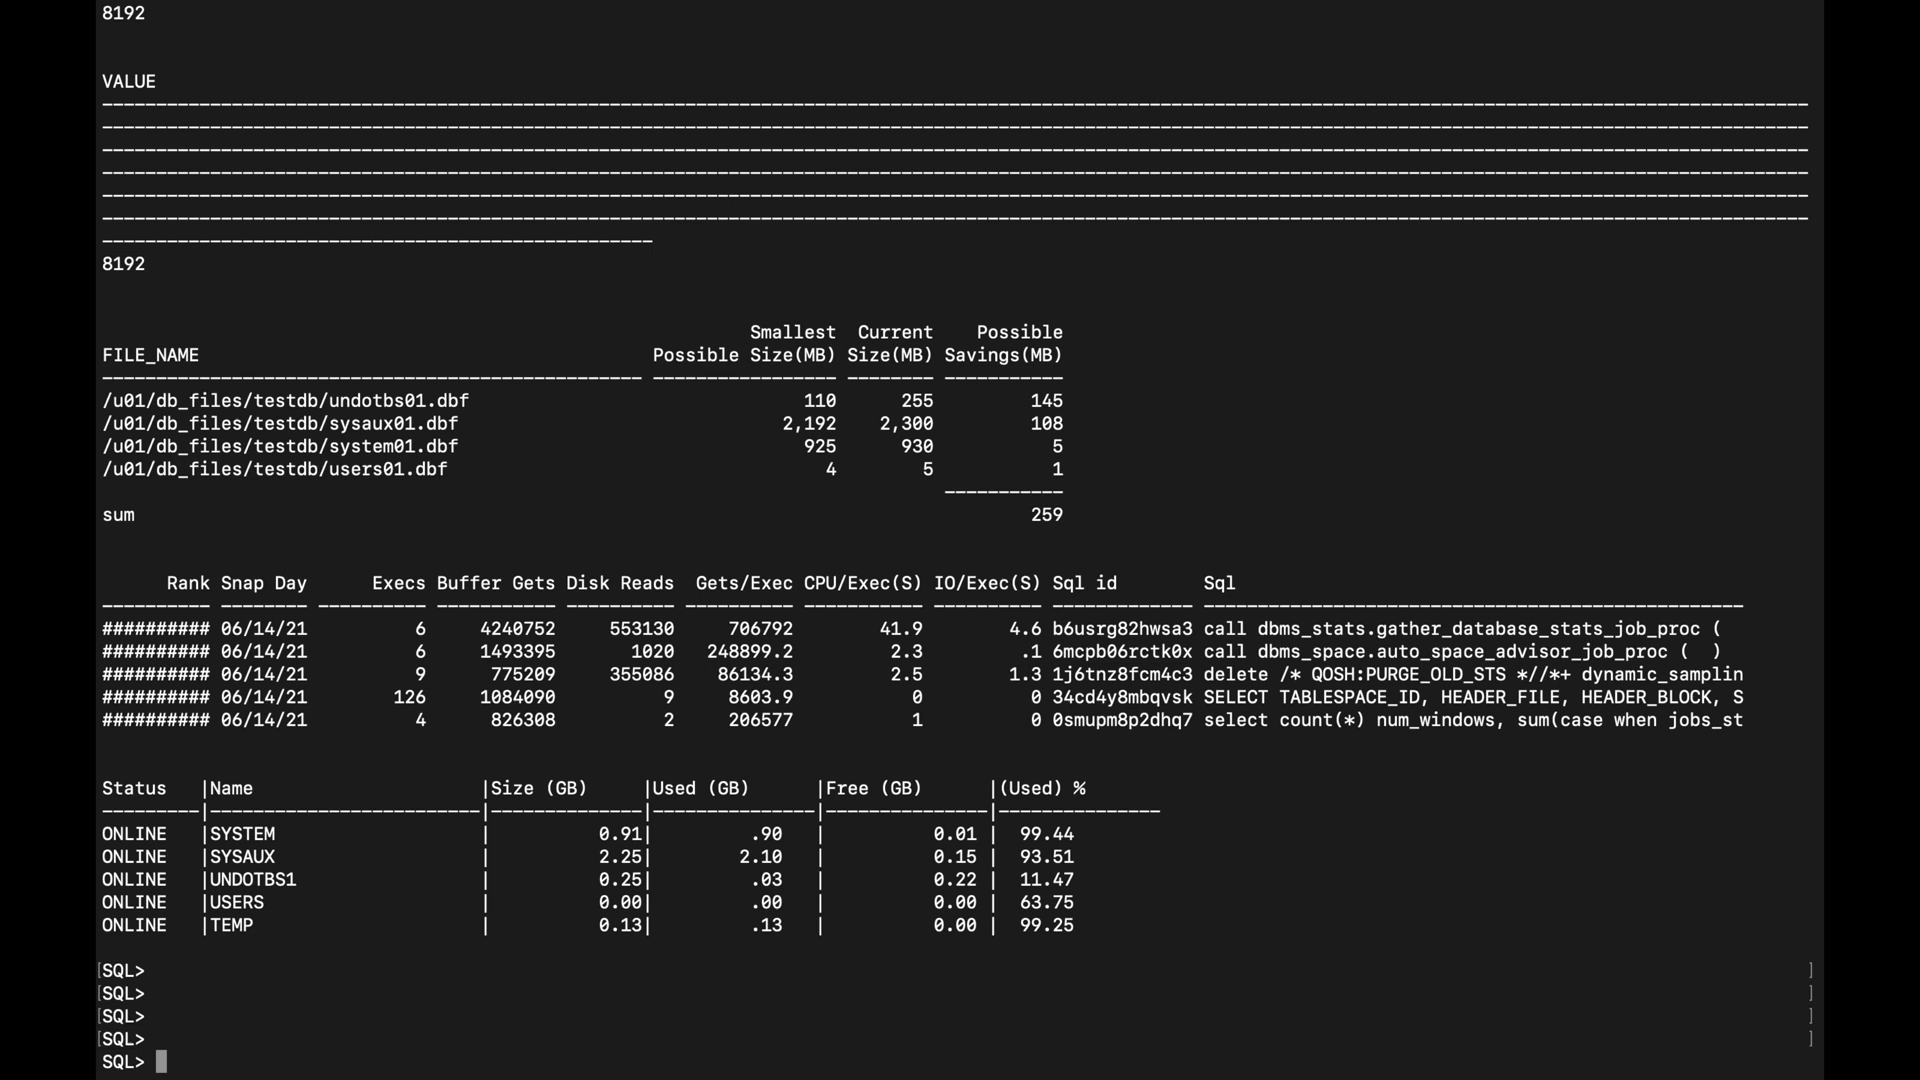 8192
VALUE
--------------------------------------------------------------------------------------------------------------------------------------------------------------
--------------------------------------------------------------------------------------------------------------------------------------------------------------
--------------------------------------------------------------------------------------------------------------------------------------------------------------
--------------------------------------------------------------------------------------------------------------------------------------------------------------
--------------------------------------------------------------------------------------------------------------------------------------------------------------
--------------------------------------------------------------------------------------------------------------------------------------------------------------
---------------------------------------------------
8192
Smallest Current Possible
FILE_NAME Possible Size(MB) Size(MB) Savings(MB)
-------------------------------------------------- ----------------- -------- -----------
/u01/db_files/testdb/undotbs01.dbf 110 255 145
/u01/db_files/testdb/sysaux01.dbf 2,192 2,300 108
/u01/db_files/testdb/system01.dbf 925 930 5
/u01/db_files/testdb/users01.dbf 4 5 1
-----------
sum 259
Rank Snap Day Execs Buffer Gets Disk Reads Gets/Exec CPU/Exec(S) IO/Exec(S) Sql id Sql
---------- -------- ---------- ----------- ---------- ---------- ----------- ---------- ------------- --------------------------------------------------
########## 06/14/21 6 4240752 553130 706792 41.9 4.6 b6usrg82hwsa3 call dbms_stats.gather_database_stats_job_proc (
########## 06/14/21 6 1493395 1020 248899.2 2.3 .1 6mcpb06rctk0x call dbms_space.auto_space_advisor_job_proc ( )
########## 06/14/21 9 775209 355086 86134.3 2.5 1.3 1j6tnz8fcm4c3 delete /* QOSH:PURGE_OLD_STS *//*+ dynamic_samplin
########## 06/14/21 126 1084090 9 8603.9 0 0 34cd4y8mbqvsk SELECT TABLESPACE_ID, HEADER_FILE, HEADER_BLOCK, S
########## 06/14/21 4 826308 2 206577 1 0 0smupm8p2dhq7 select count(*) num_windows, sum(case when jobs_st
Status |Name |Size (GB) |Used (GB) |Free (GB) |(Used) %
---------|-------------------------|--------------|---------------|---------------|---------------
ONLINE |SYSTEM | 0.91| .90 | 0.01 | 99.44
ONLINE |SYSAUX | 2.25| 2.10 | 0.15 | 93.51
ONLINE |UNDOTBS1 | 0.25| .03 | 0.22 | 11.47
ONLINE |USERS | 0.00| .00 | 0.00 | 63.75
ONLINE |TEMP | 0.13| .13 | 0.00 | 99.25
[SQL> ]
[SQL> ]
[SQL> ]
[SQL> ]
SQL>